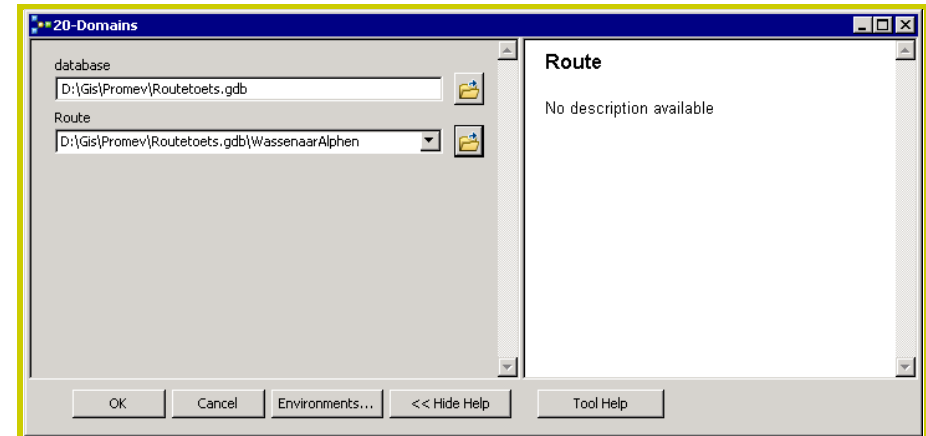 20-Domains
database
D:\Gis\Promev\Routetoets.gdb
Route
D:\Gis\Promev\Routetoets.gdb\WassenaarAlphen
Route
No description available
OK
Cancel
Environments...
<< Hide Help
Tool Help